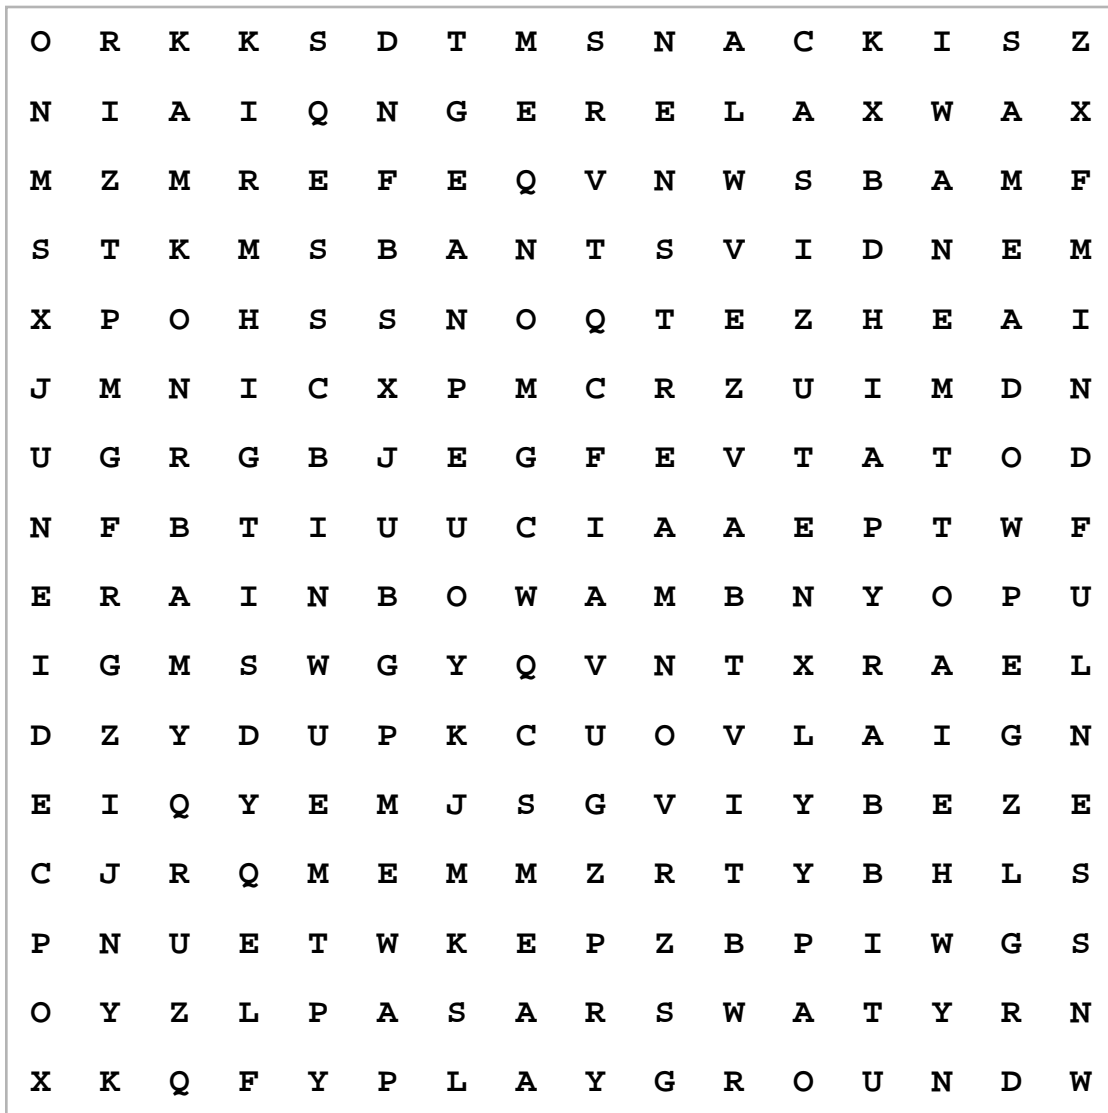 O R K K S D T M S N A C K I S Z
N I A I Q N G E R E L A X W A X
M Z M R E F E Q V N W S B A M F
S T K M S B A N T S V I D N E M
X P O H S S N O Q T E Z H E A I
J M N I C X P M C R Z U I M D N
U G R G B J E G F E V T A T O D
N F B T I U U C I A A E P T W F
E R A I N B O W A M B N Y O P U
I G M S W G Y Q V N T X R A E L
D Z Y D U P K C U O V L A I G N
E I Q Y E M J S G V I Y B E Z E
C J R Q M E M M Z R T Y B H L S
P N U E T W K E P Z B P I W G S
O Y Z L P A S A R S W A T Y R N
X K Q F Y P L A Y G R O U N D W